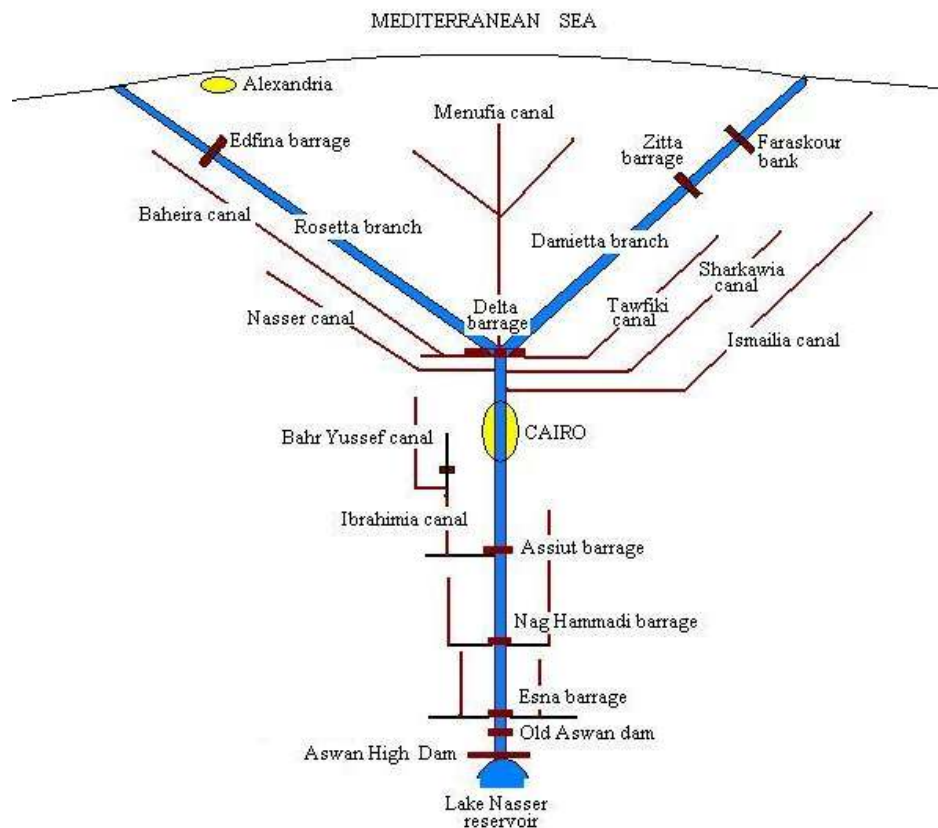 MEDITERRANEAN SEA
Alexandria
Menufia canal
Edfina barrage
Zitta
barrage
Faraskour
bank
Baheira canal
Rosetta branch
Damietta branch
Sharkawia
canal
Nasser canal
Delta
barrage
Tawfiki
canal
Ismailia canal
Bahr Yussef canal
CAIRO
Ibrahimia canal
Assiut barrage
Nag Hammadi barrage
Esna barrage
Old Aswan dam
Aswan High Dam
Lake Nasser
reservoir